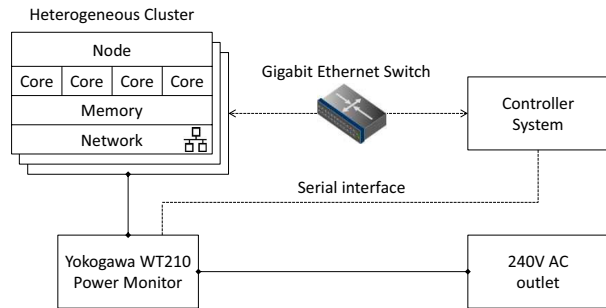 Heterogeneous Cluster
Node
Core Core Core Core
Memory
Network
Gigabit Ethernet Switch
Controller
System
Serial interface
Yokogawa WT210
Power Monitor
240V AC
outlet